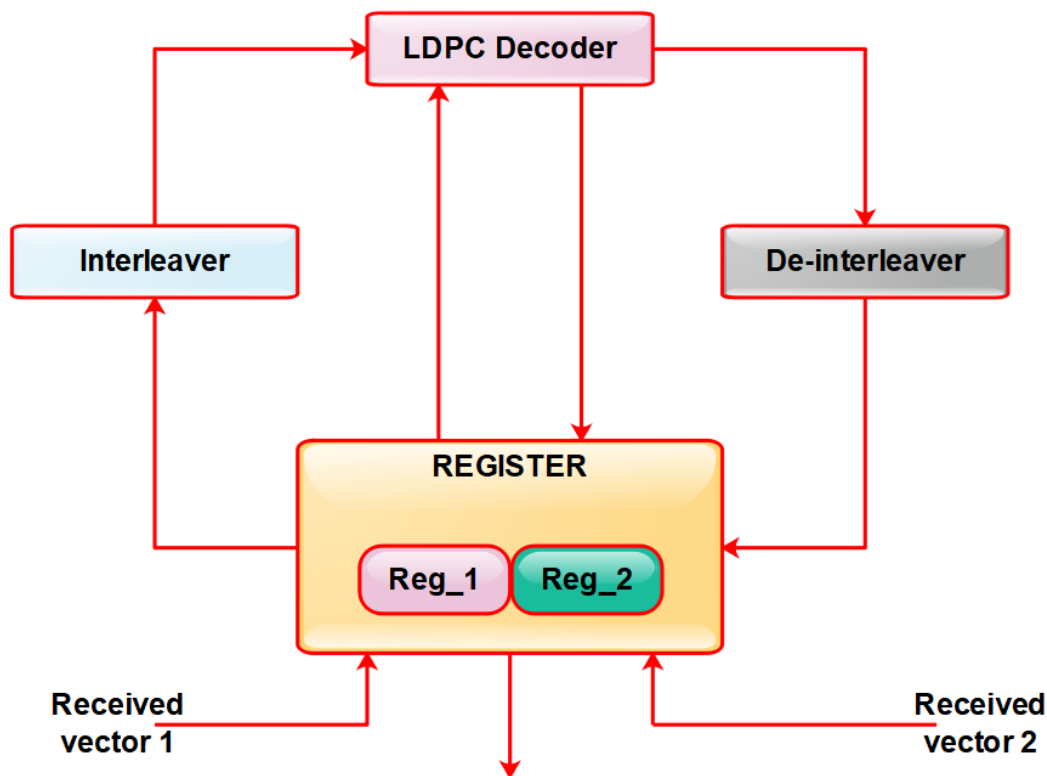 LDPC Decoder
Interleaver
De-interleaver
REGISTER
Reg_1
Reg_2
Received
vector 1
Received
vector 2